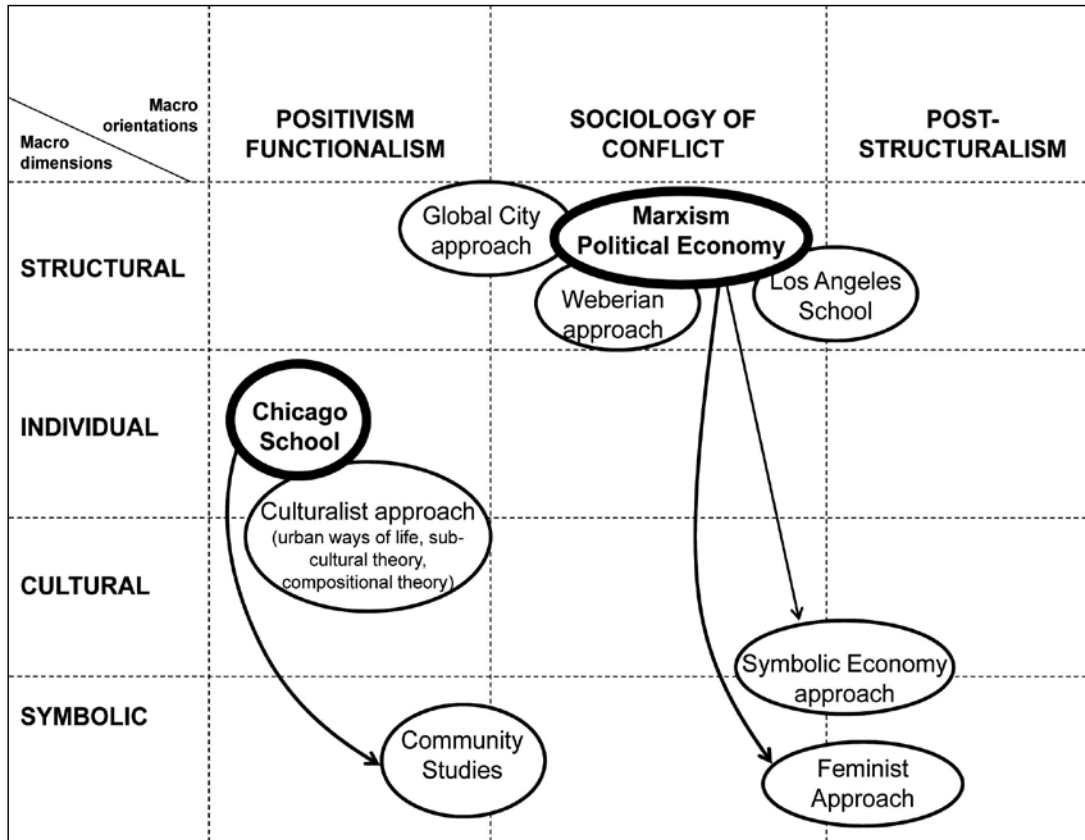 Macro
orientations
Macro
dimensions
POSITIVISM
FUNCTIONALISM
SOCIOLOGY OF
CONFLICT
POST-
STRUCTURALISM
STRUCTURAL
Global City
approach
Marxism
Political Economy
Weberian
approach
Los Angeles
School
INDIVIDUAL
Chicago
School
Culturalist approach
(urban ways of life, sub-
cultural theory,
compositional theory)
CULTURAL
Symbolic Economy
approach
SYMBOLIC
Community
Studies
Feminist
Approach